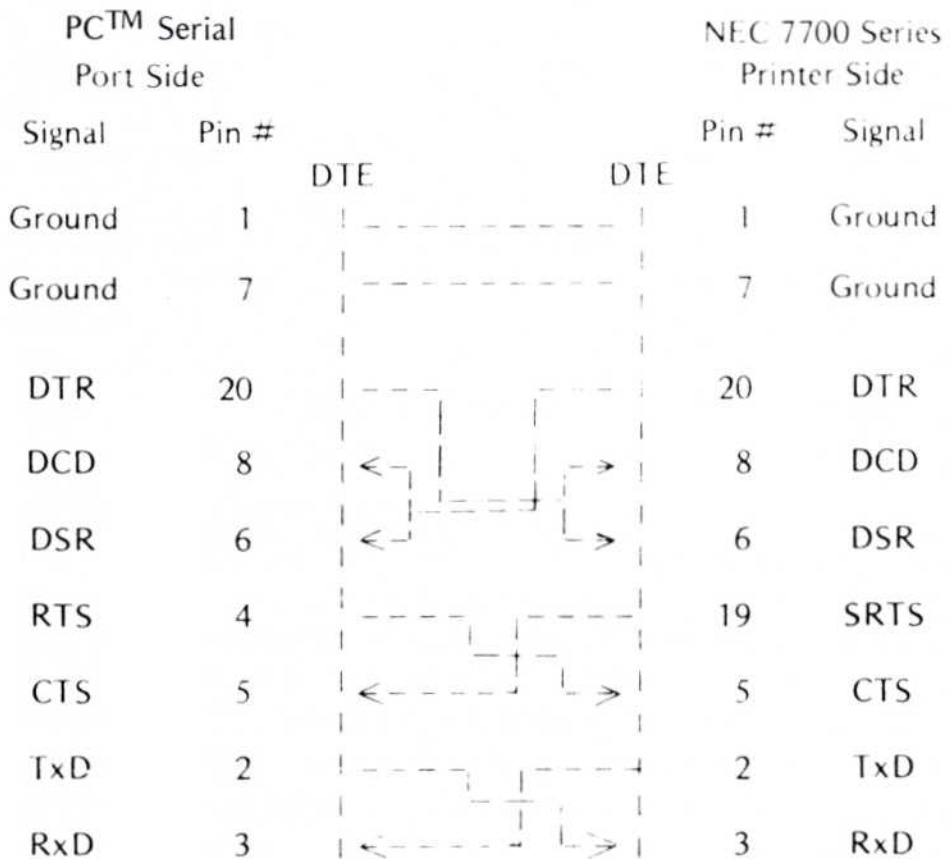 PC™ Serial NEC 7700 Series
Port Side Printer Side
Signal Pin # Pin # Signal
DTE DTE
Ground 1 1 Ground
Ground 7 7 Ground
DTR 20 20 DTR
DCD 8 8 DCD
DSR 6 6 DSR
RTS 4 19 SRTS
CTS 5 5 CTS
TxD 2 2 TxD
RxD 3 3 RxD